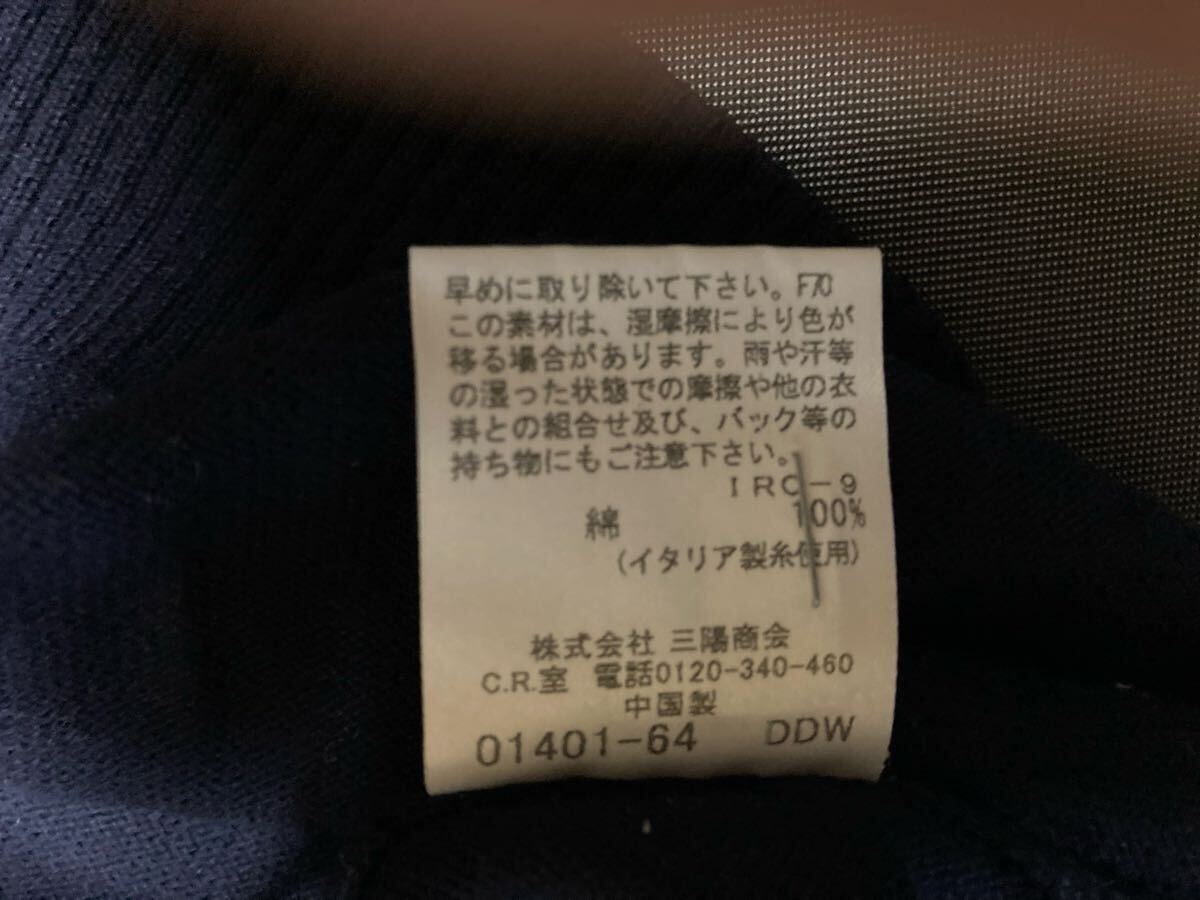 早めに取り除いて下さい。F70
この素材は、湿摩擦により色が
移る場合があります。雨や汗等
の湿った状態での摩擦や他の衣
料との組合せ及び、バック等の
持ち物にもご注意下さい。
IRC-9
綿 100%
(イタリア製糸使用)
株式会社 三陽商会
C.R.室 電話0120-340-460
中国製
01401-64 DDW